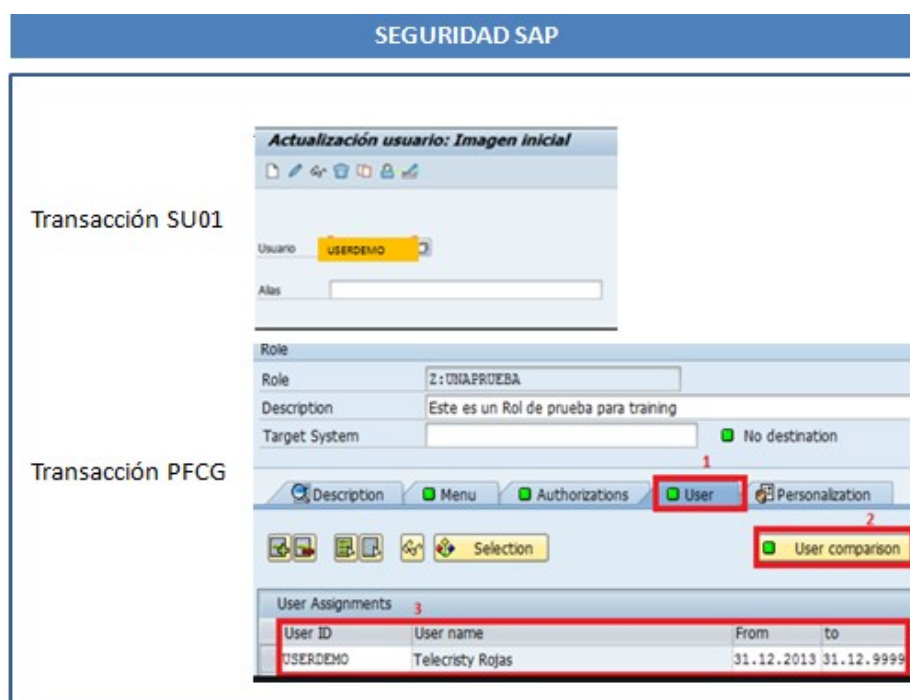 SEGURIDAD SAP
Actualización usuario: Imagen inicial
Transacción SU01
Usuario USERDEMO
Alias
Role
Role Z:UNAPRUEBA
Description Este es un Rol de prueba para training
Target System No destination
Transacción PFCG
1
Description Menu Authorizations User Personalization
2
Selection User comparison
User Assignments 3
User ID User name From to
USERDEMO Telecristy Rojas 31.12.2013 31.12.9999